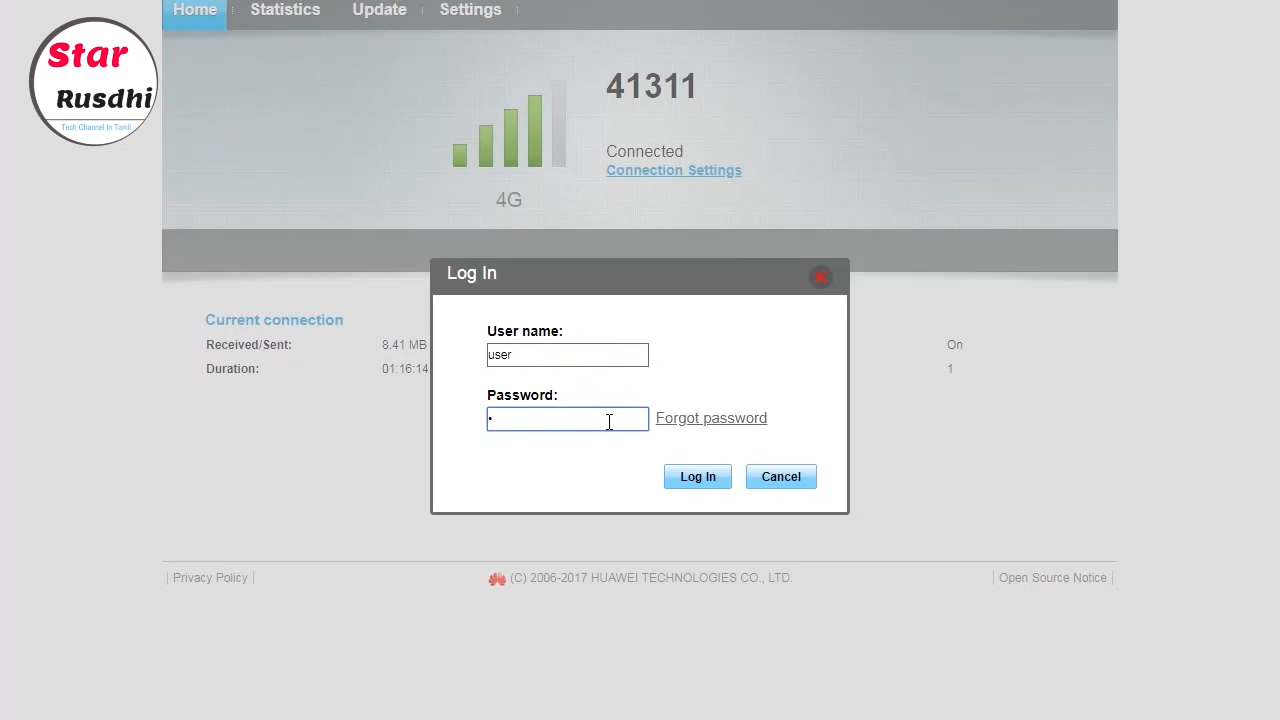 Home
Statistics
Update
Settings
Star
Rusdhi
Tech Channel In Tamil
41311
Connected
Connection Settings
4G
Log In
User name:
user
Password:
•
Forgot password
Log In
Cancel
Current connection
Received/Sent:
8.41 MB
On
Duration:
01:16:14
1
Privacy Policy
(C) 2006-2017 HUAWEI TECHNOLOGIES CO., LTD.
Open Source Notice